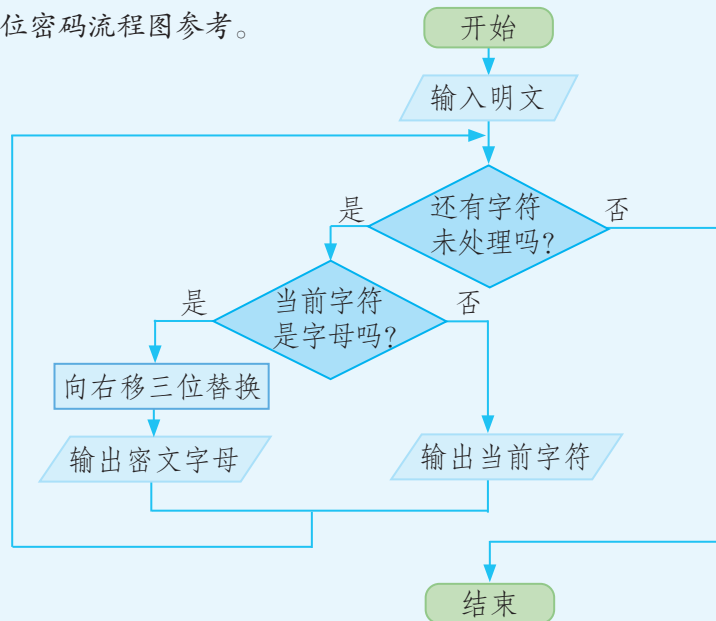 位密码流程图参考。
开始
输入明文
还有字符
未处理吗?
是
否
当前字符
是字母吗?
是
否
向右移三位替换
输出密文字母
输出当前字符
结束